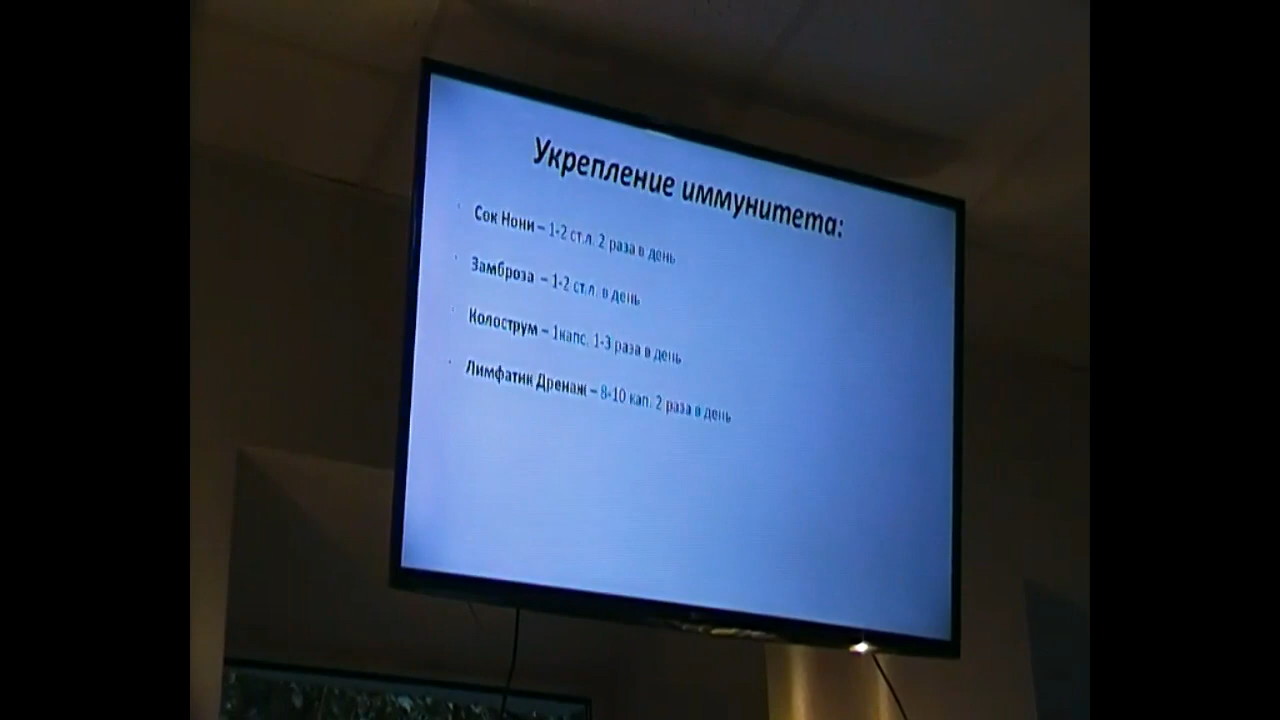 Укрепление иммунитета:
Сок Нони – 1-2 ст.л. 2 раза в день
Замброза – 1-2 ст.л. в день
Колострум – 1капс. 1-3 раза в день
Лимфатик Дренаж – 8-10 кап. 2 раза в день